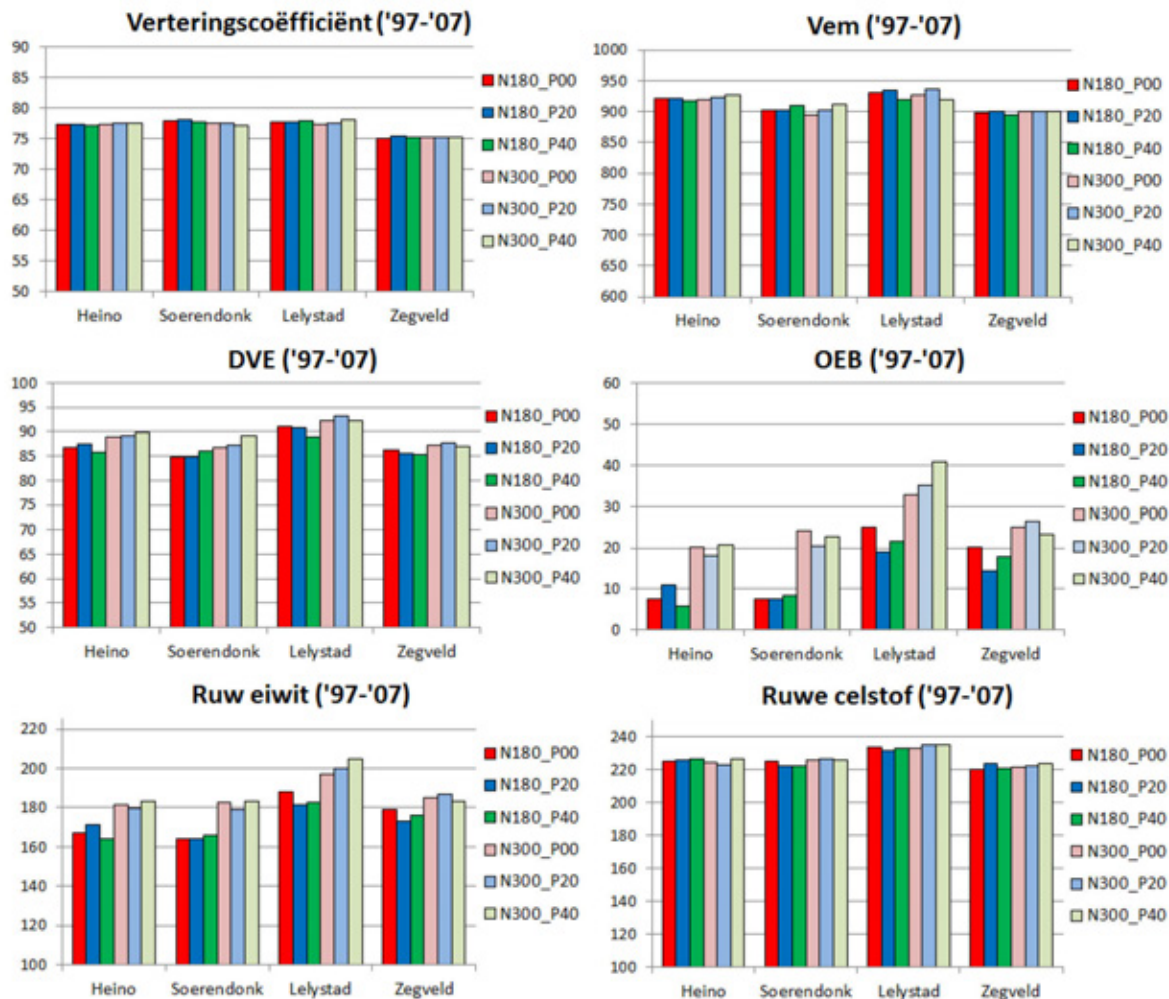 Verteringscoëfficiënt ('97-'07)
90
85
80
75
70
65
60
55
50
Heino Soerendonk Lelystad Zegveld
N180_P00
N180_P20
N180_P40
N300_P00
N300_P20
N300_P40
Vem ('97-'07)
1000
950
900
850
800
750
700
650
600
Heino Soerendonk Lelystad Zegveld
N180_P00
N180_P20
N180_P40
N300_P00
N300_P20
N300_P40
DVE ('97-'07)
100
95
90
85
80
75
70
65
60
55
50
Heino Soerendonk Lelystad Zegveld
N180_P00
N180_P20
N180_P40
N300_P00
N300_P20
N300_P40
OEB ('97-'07)
60
50
40
30
20
10
0
Heino Soerendonk Lelystad Zegveld
N180_P00
N180_P20
N180_P40
N300_P00
N300_P20
N300_P40
Ruw eiwit ('97-'07)
220
200
180
160
140
120
100
Heino Soerendonk Lelystad Zegveld
N180_P00
N180_P20
N180_P40
N300_P00
N300_P20
N300_P40
Ruwe celstof ('97-'07)
240
220
200
180
160
140
120
100
Heino Soerendonk Lelystad Zegveld
N180_P00
N180_P20
N180_P40
N300_P00
N300_P20
N300_P40